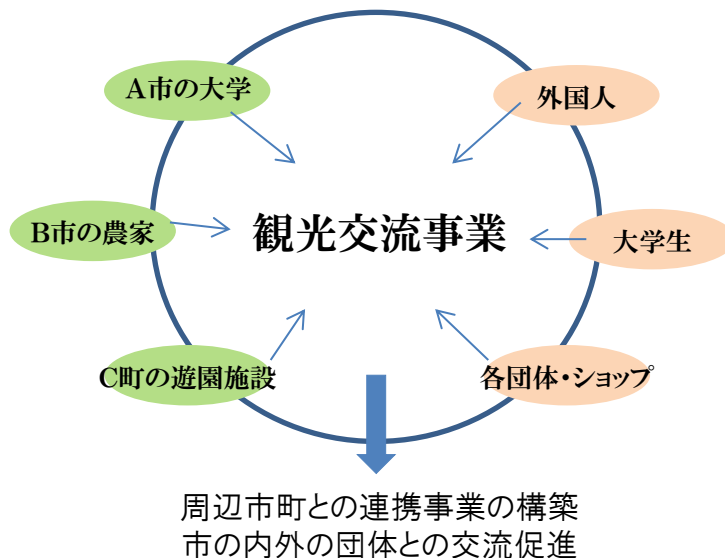 A市の大学
外国人
B市の農家
観光交流事業
大学生
C町の遊園施設
各団体・ショップ
周辺市町との連携事業の構築
市の内外の団体との交流促進